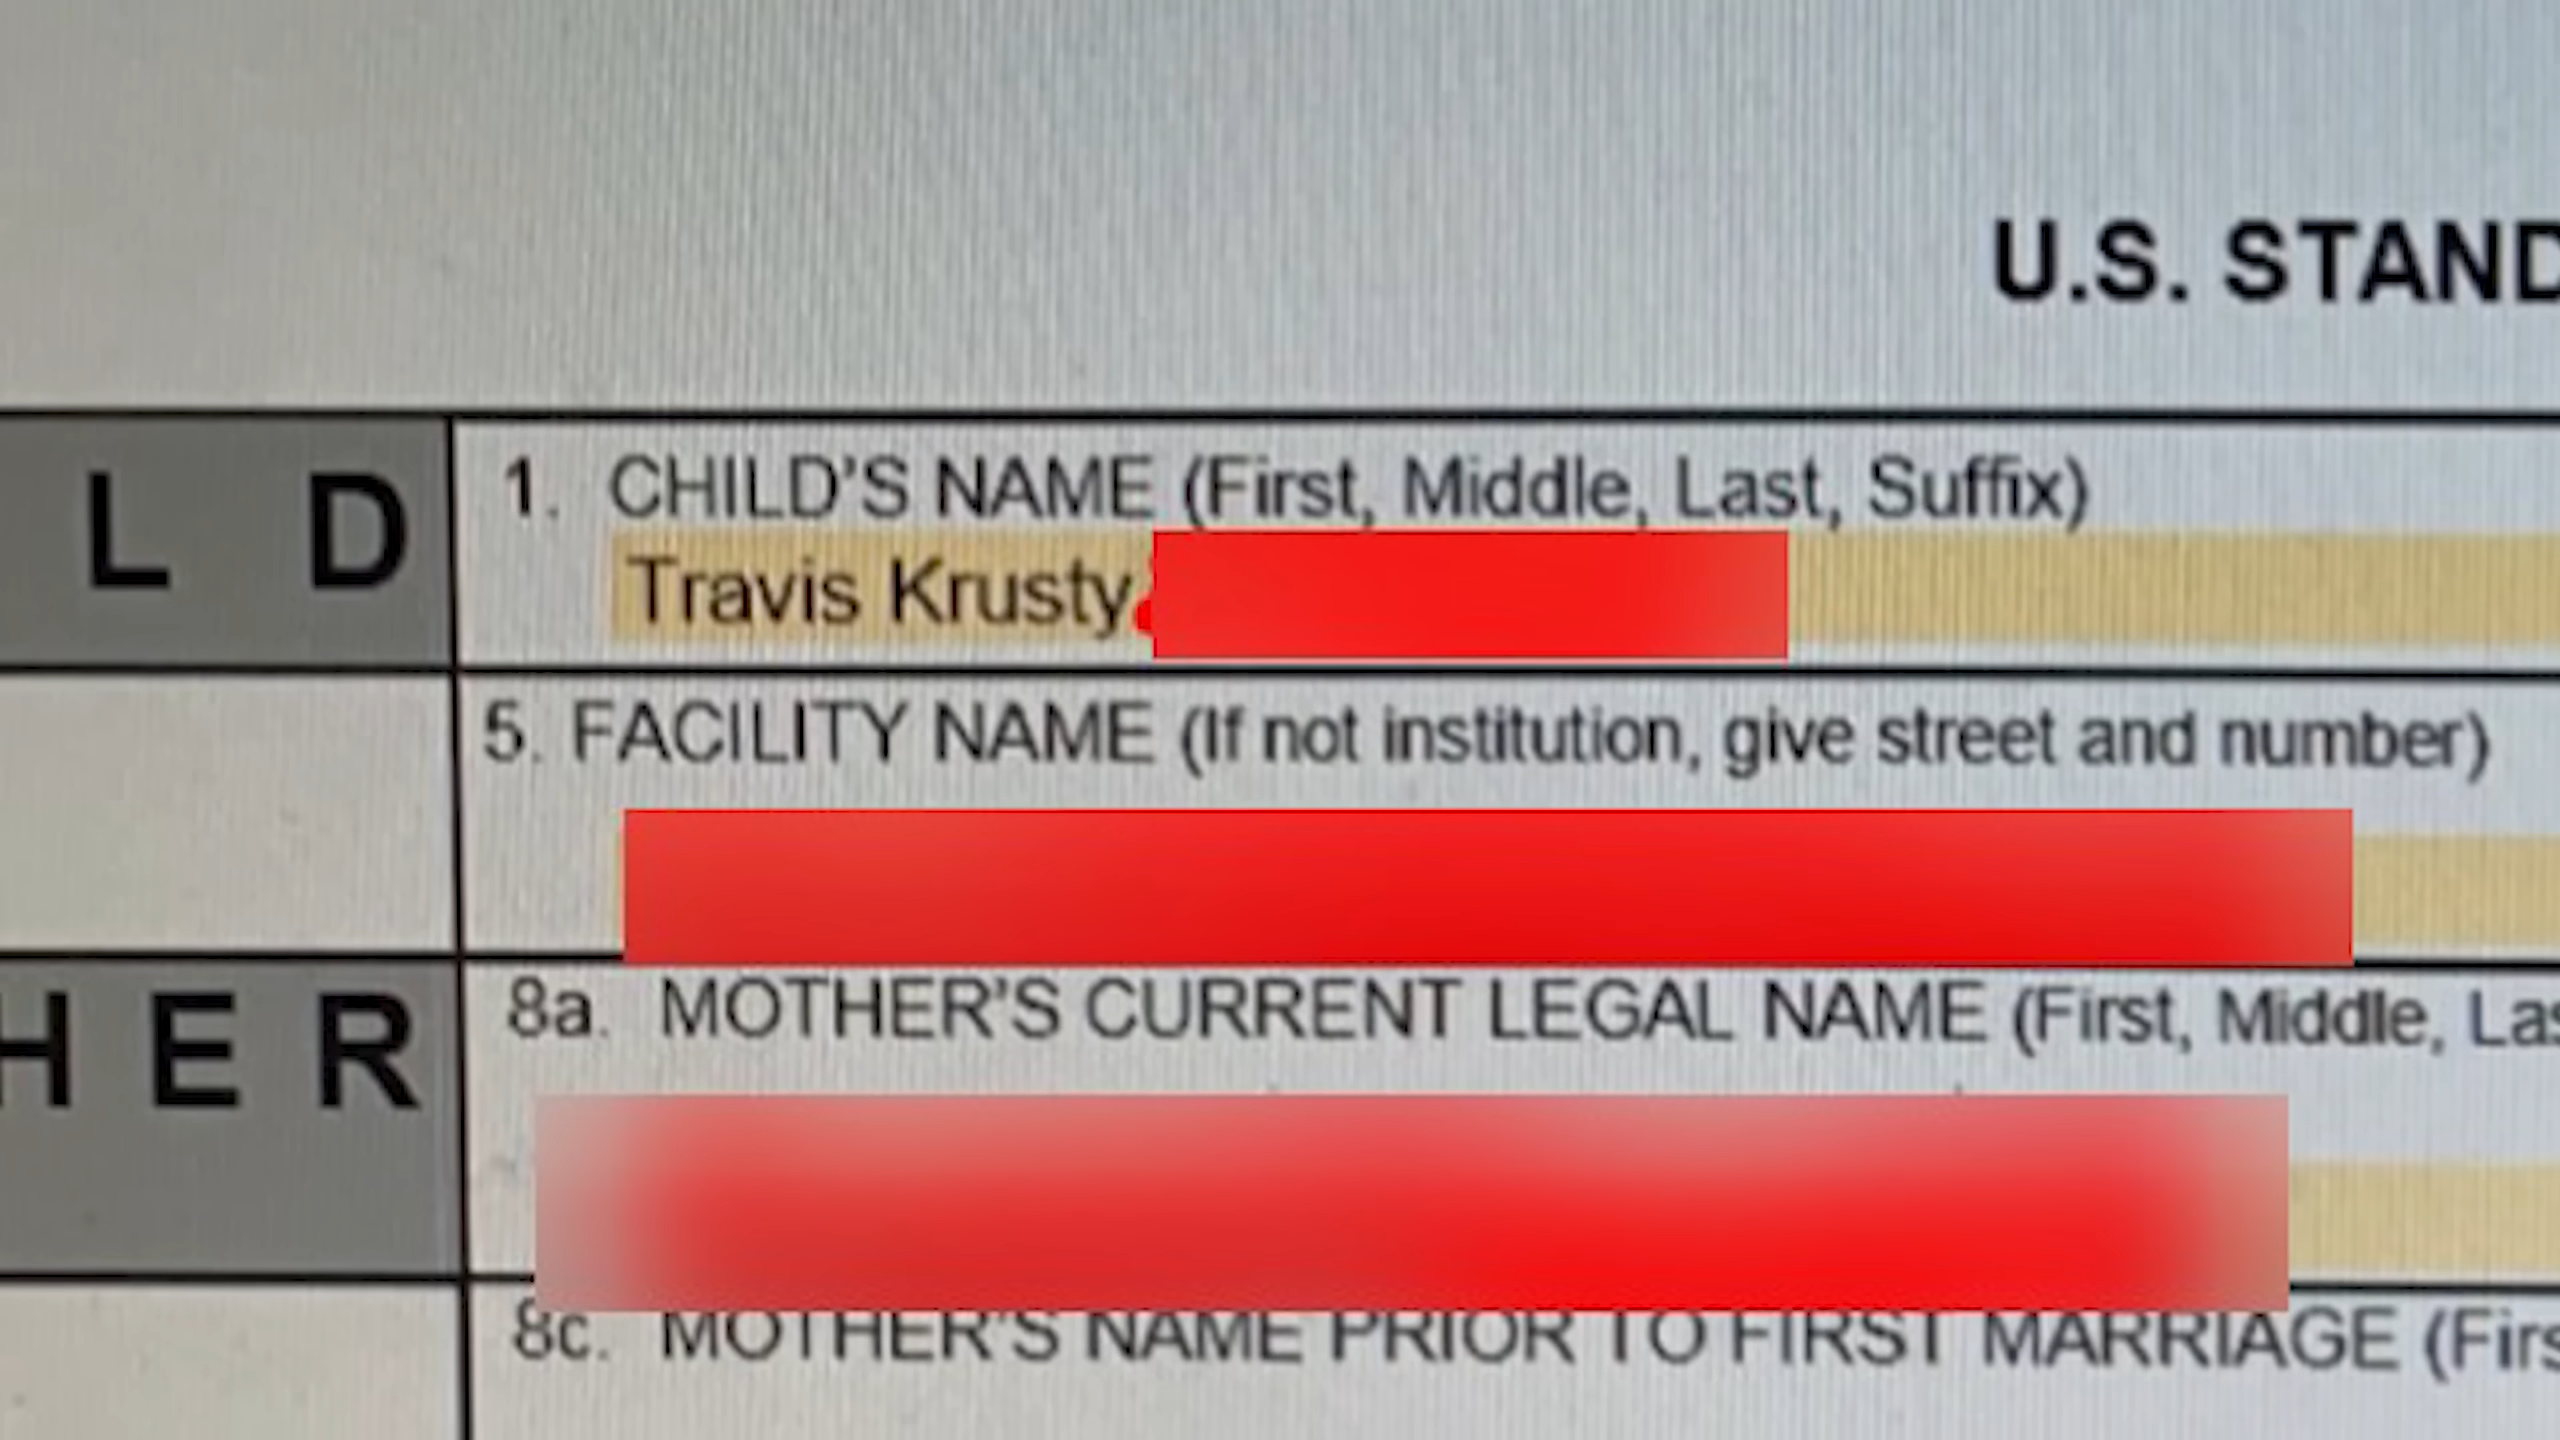 U.S. STAND
L D
1. CHILD'S NAME (First, Middle, Last, Suffix)
Travis Krusty
5. FACILITY NAME (If not institution, give street and number)
H E R
8a. MOTHER'S CURRENT LEGAL NAME (First, Middle, Las
8c. MOTHER'S NAME PRIOR TO FIRST MARRIAGE (Firs